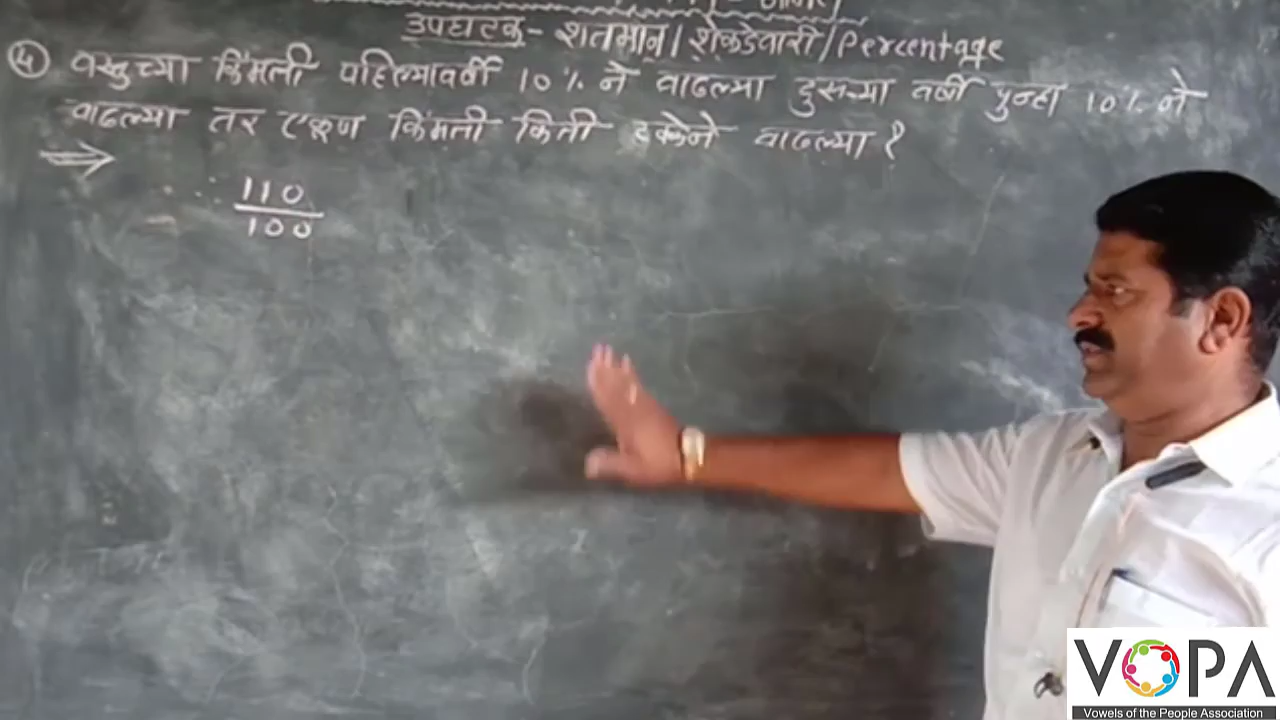 उपघटक - शतमान / शेकडेवारी / Percentage
④ वस्तुच्या किंमती पहिल्यावर्षी 10% ने वाढल्या दुसऱ्या वर्षी पुन्हा 10% ने
वाढल्या तर एकूण किंमती किती टक्केने वाढल्या ?
⇒
110
100
VOPA
Vowels of the People Association